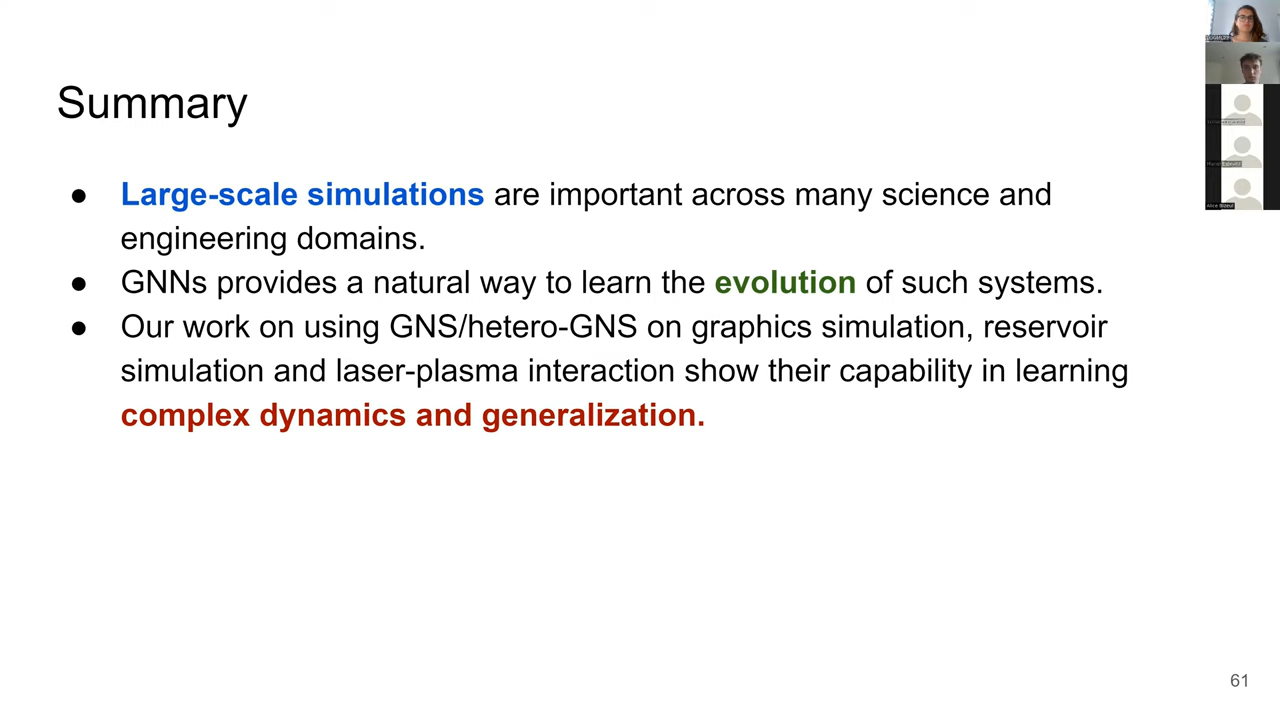 Summary
● Large-scale simulations are important across many science and
engineering domains.
● GNNs provides a natural way to learn the evolution of such systems.
● Our work on using GNS/hetero-GNS on graphics simulation, reservoir
simulation and laser-plasma interaction show their capability in learning
complex dynamics and generalization.
Alice Bizeul
61